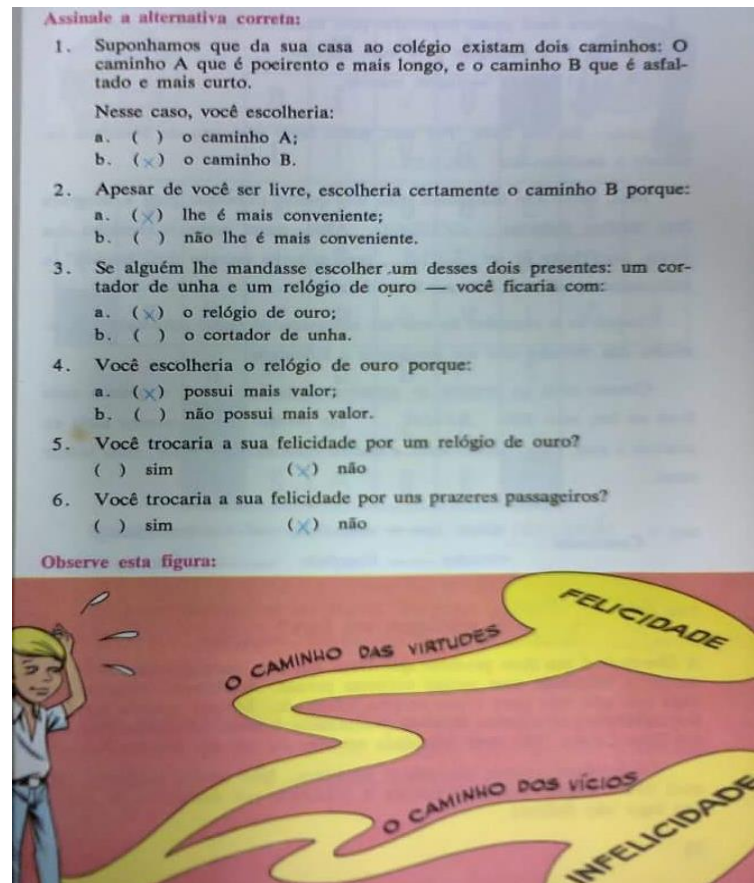 Assinale a alternativa correta:
1. Suponhamos que da sua casa ao colégio existam dois caminhos: O
caminho A que é poeirento e mais longo, e o caminho B que é asfal-
tado e mais curto.
Nesse caso, você escolheria:
a. ( ) o caminho A;
b. (x) o caminho B.
2. Apesar de você ser livre, escolheria certamente o caminho B porque:
a. (x) lhe é mais conveniente;
b. ( ) não lhe é mais conveniente.
3. Se alguém lhe mandasse escolher um desses dois presentes: um cor-
tador de unha e um relógio de ouro — você ficaria com:
a. (x) o relógio de ouro;
b. ( ) o cortador de unha.
4. Você escolheria o relógio de ouro porque:
a. (x) possui mais valor;
b. ( ) não possui mais valor.
5. Você trocaria a sua felicidade por um relógio de ouro?
( ) sim (x) não
6. Você trocaria a sua felicidade por uns prazeres passageiros?
( ) sim (x) não
Observe esta figura:
FELICIDADE
O CAMINHO DAS VIRTUDES
O CAMINHO DOS VÍCIOS
INFELICIDADE